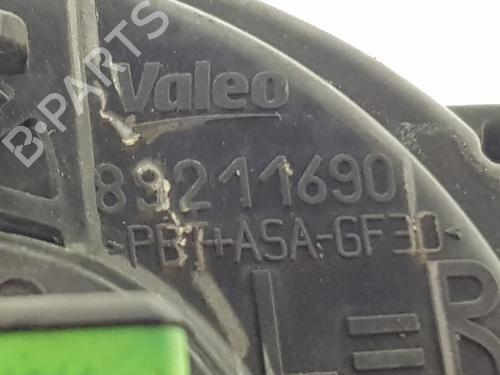 B-PARTS
Valeo
89211690
>PBT+ASA-GF30<
L=R